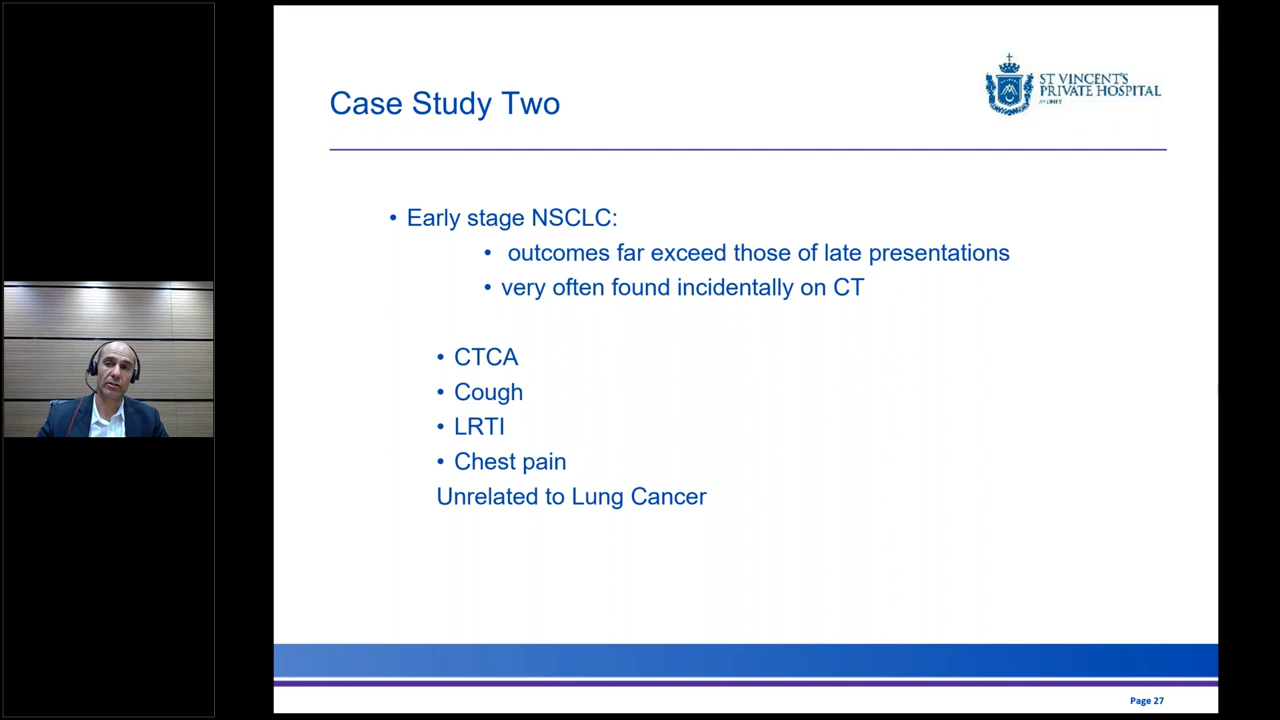 Case Study Two
ST VINCENT'S
PRIVATE HOSPITAL
SYDNEY
• Early stage NSCLC:
• outcomes far exceed those of late presentations
• very often found incidentally on CT
• CTCA
• Cough
• LRTI
• Chest pain
Unrelated to Lung Cancer
Page 27